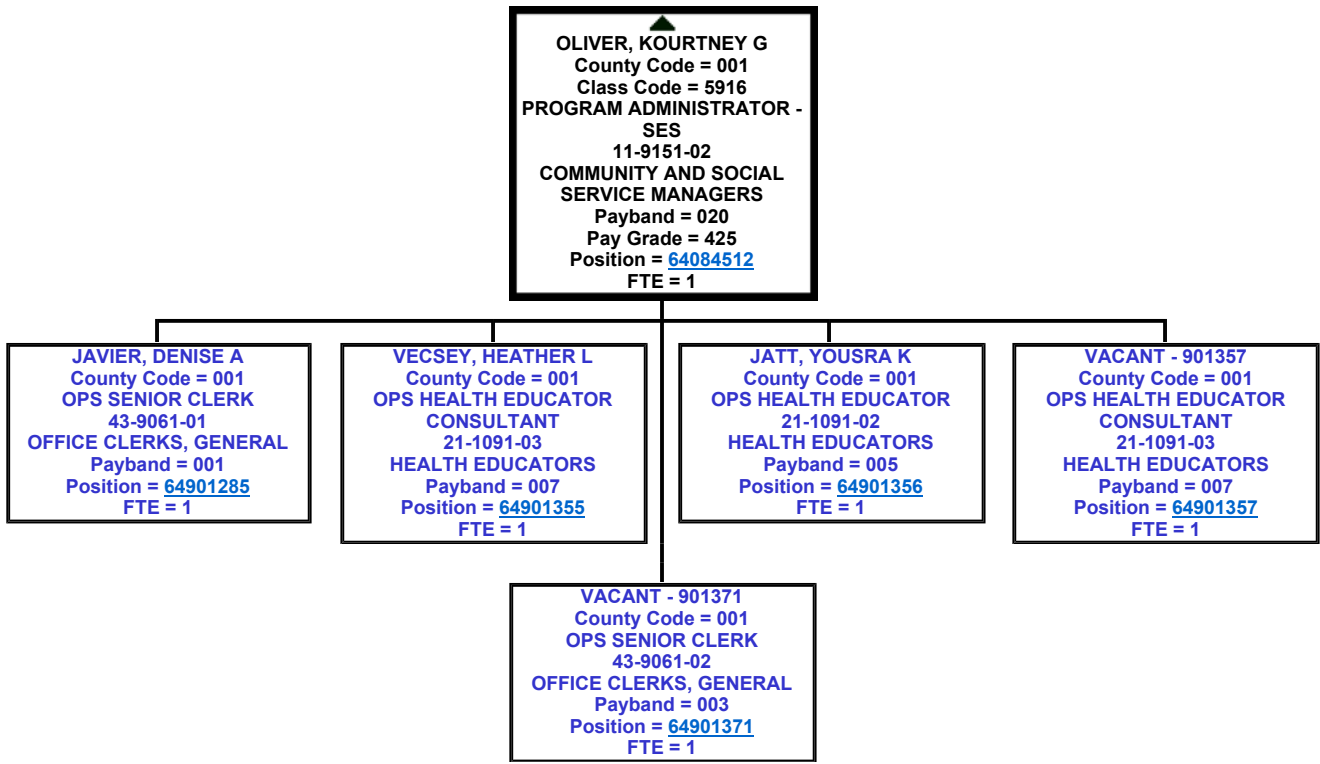 OLIVER, KOURTNEY G
County Code = 001
Class Code = 5916
PROGRAM ADMINISTRATOR -
SES
11-9151-02
COMMUNITY AND SOCIAL
SERVICE MANAGERS
Payband = 020
Pay Grade = 425
Position = 64084512
FTE = 1
JAVIER, DENISE A
County Code = 001
OPS SENIOR CLERK
43-9061-01
OFFICE CLERKS, GENERAL
Payband = 001
Position = 64901285
FTE = 1
VECSEY, HEATHER L
County Code = 001
OPS HEALTH EDUCATOR
CONSULTANT
21-1091-03
HEALTH EDUCATORS
Payband = 007
Position = 64901355
FTE = 1
JATT, YOUSRA K
County Code = 001
OPS HEALTH EDUCATOR
21-1091-02
HEALTH EDUCATORS
Payband = 005
Position = 64901356
FTE = 1
VACANT - 901357
County Code = 001
OPS HEALTH EDUCATOR
CONSULTANT
21-1091-03
HEALTH EDUCATORS
Payband = 007
Position = 64901357
FTE = 1
VACANT - 901371
County Code = 001
OPS SENIOR CLERK
43-9061-02
OFFICE CLERKS, GENERAL
Payband = 003
Position = 64901371
FTE = 1